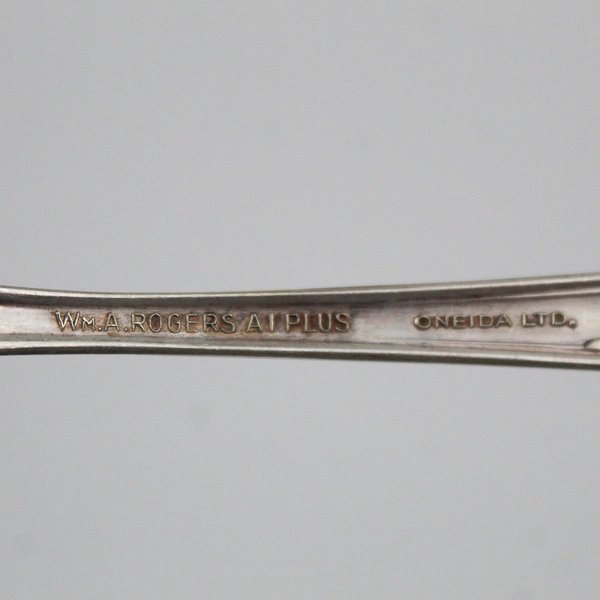 WM.A.ROGERS A1 PLUS ONEIDA LTD.